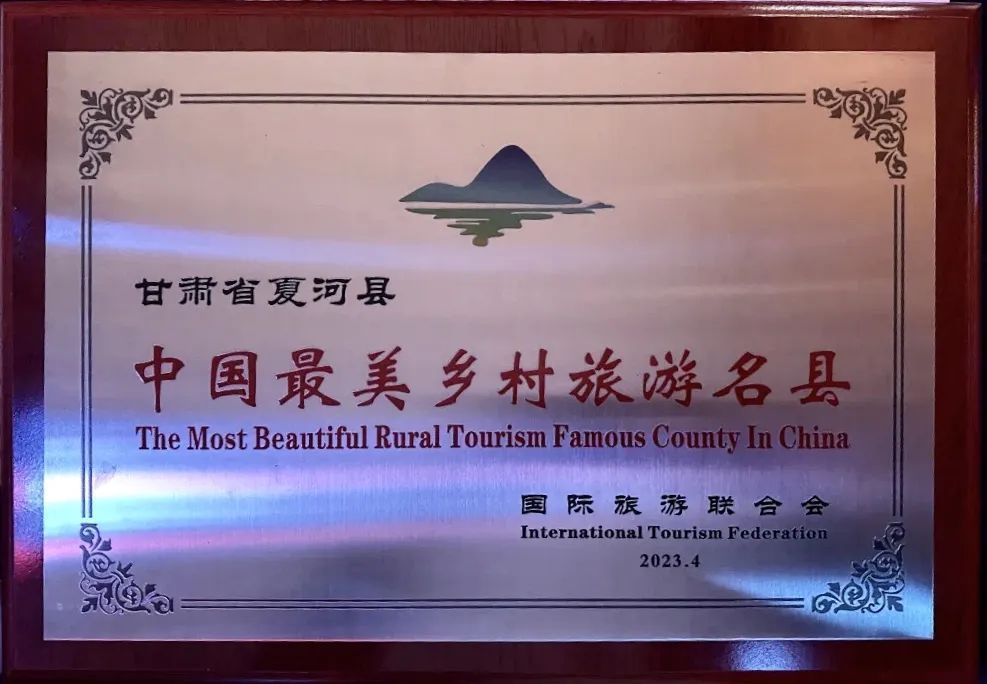 甘肃省夏河县
中国最美乡村旅游名县
The Most Beautiful Rural Tourism Famous County In China
国际旅游联合会
International Tourism Federation
2023.4